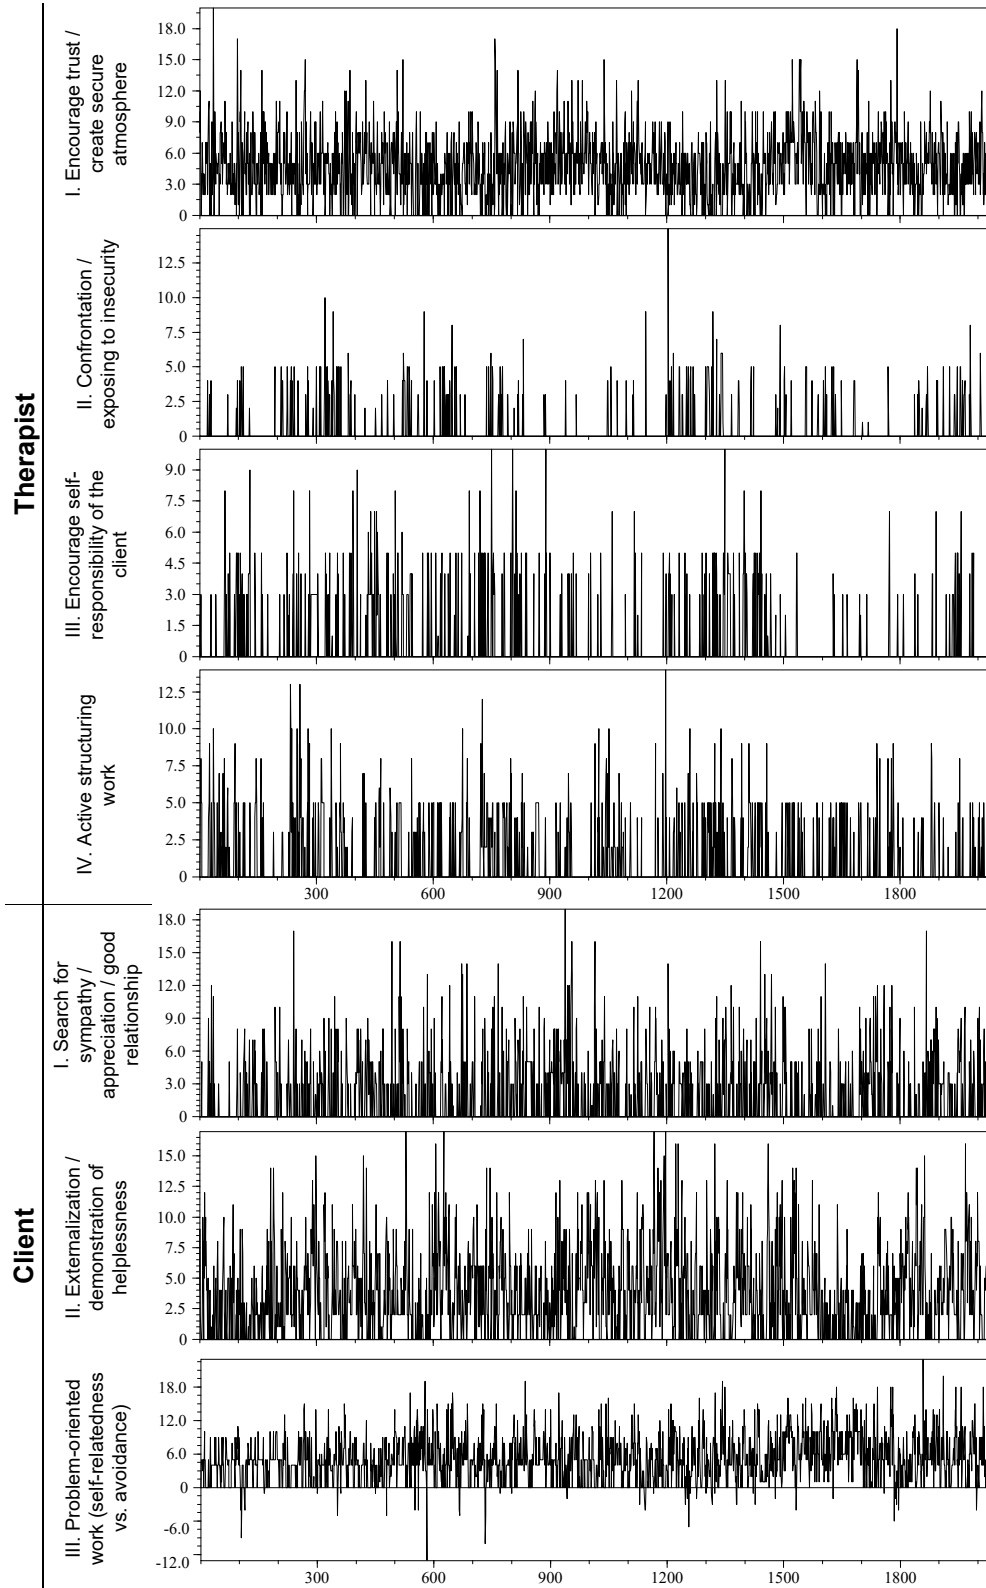 Therapist
I. Encourage trust /
create secure
atmosphere
18.0
15.0
12.0
9.0
6.0
3.0
0
II. Confrontation /
exposing to insecurity
12.5
10.0
7.5
5.0
2.5
0
III. Encourage self-
responsibility of the
client
9.0
7.5
6.0
4.5
3.0
1.5
0
IV. Active structuring
work
12.5
10.0
7.5
5.0
2.5
0
300 600 900 1200 1500 1800
Client
I. Search for
sympathy /
appreciation / good
relationship
18.0
15.0
12.0
9.0
6.0
3.0
0
II. Externalization /
demonstration of
helplessness
15.0
12.5
10.0
7.5
5.0
2.5
0
III. Problem-oriented
work (self-relatedness
vs. avoidance)
18.0
12.0
6.0
0
-6.0
-12.0
300 600 900 1200 1500 1800